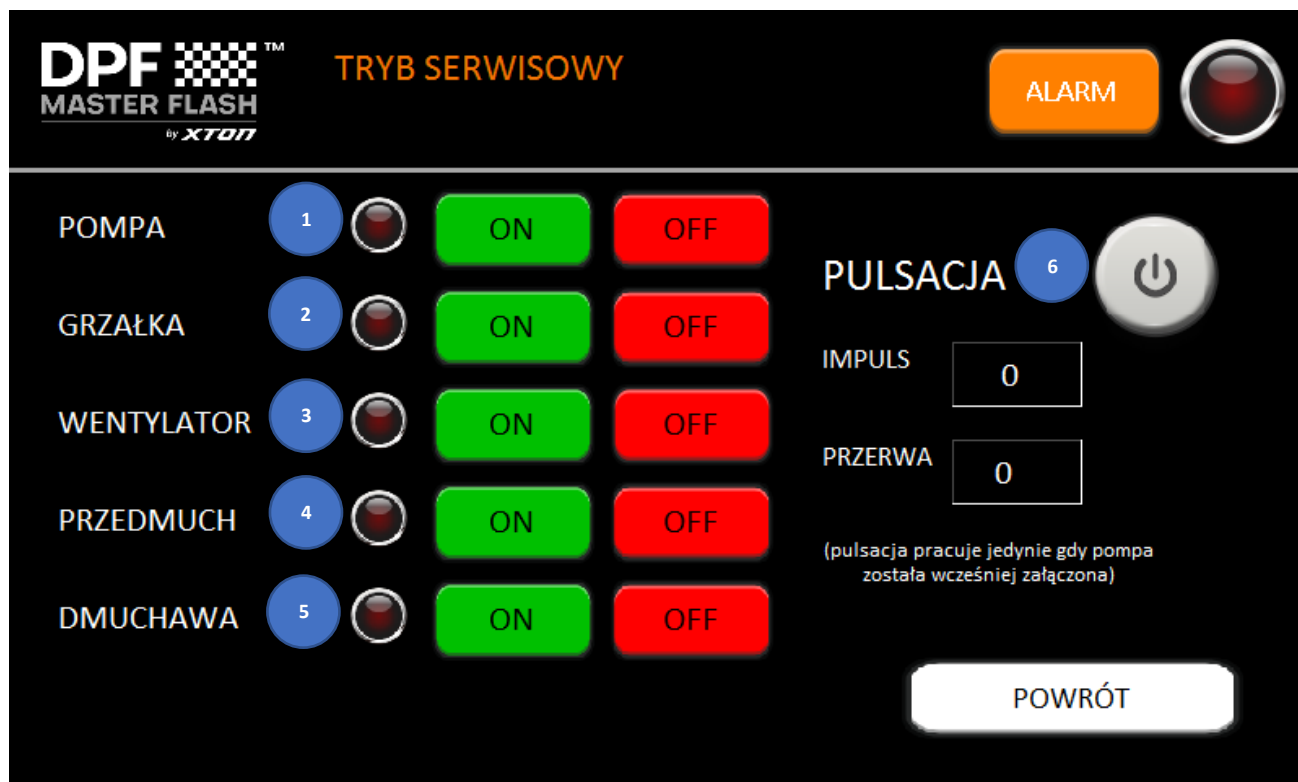 DPF ™
MASTER FLASH
by XTON
TRYB SERWISOWY
ALARM
POMPA 1 ON OFF
GRZAŁKA 2 ON OFF
WENTYLATOR 3 ON OFF
PRZEDMUCH 4 ON OFF
DMUCHAWA 5 ON OFF
PULSACJA 6
IMPULS 0
PRZERWA 0
(pulsacja pracuje jedynie gdy pompa
została wcześniej załączona)
POWRÓT